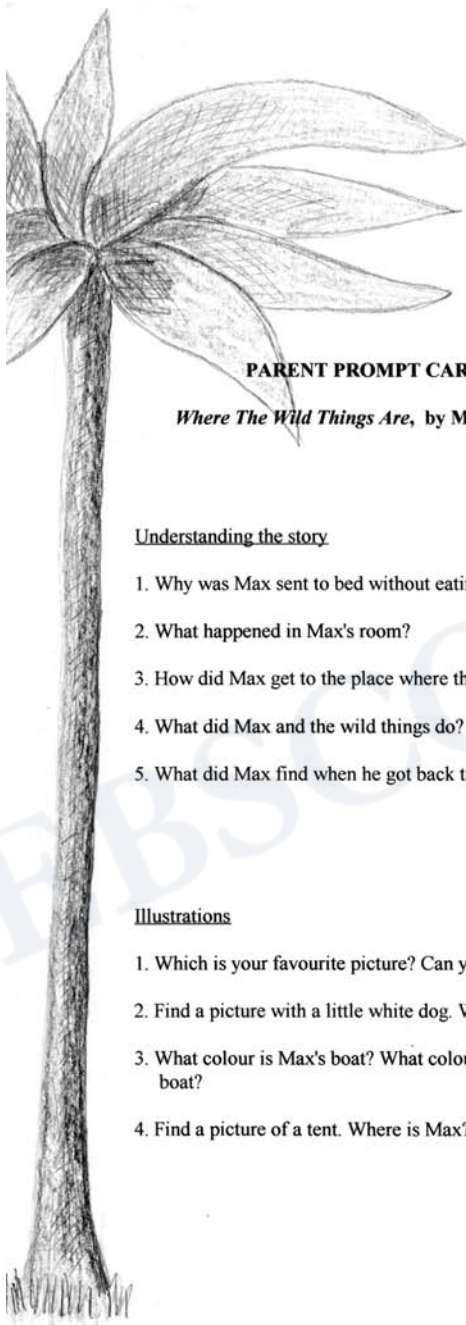 PARENT PROMPT CAR
Where The Wild Things Are, by M
Understanding the story
1. Why was Max sent to bed without eati
2. What happened in Max's room?
3. How did Max get to the place where th
4. What did Max and the wild things do?
5. What did Max find when he got back t
Illustrations
1. Which is your favourite picture? Can y
2. Find a picture with a little white dog. W
3. What colour is Max's boat? What colou
boat?
4. Find a picture of a tent. Where is Max?
EBSCO